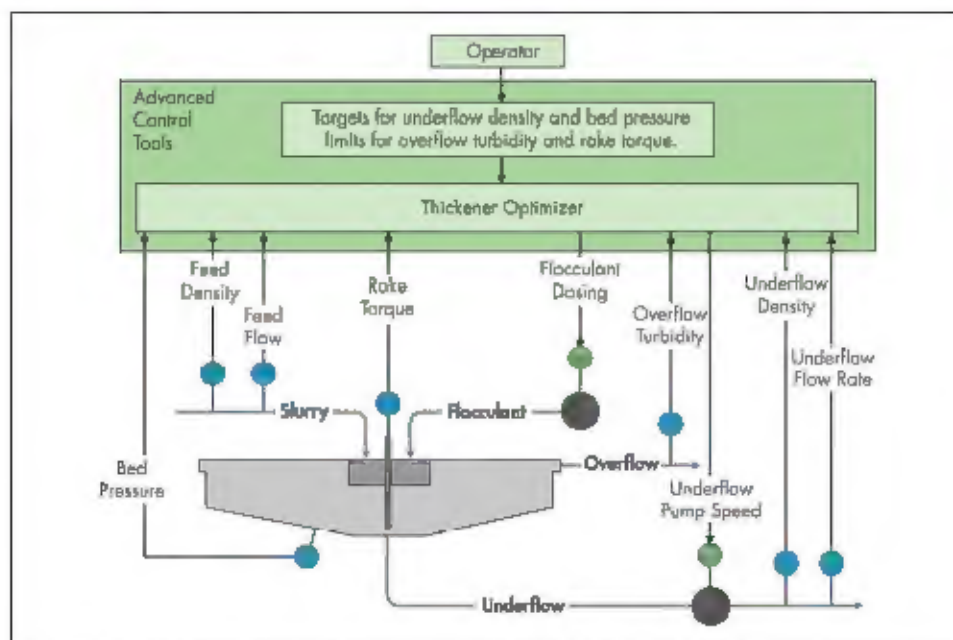 Operator
Advanced
Control
Tools
Targets for underflow density and bed pressure
limits for overflow turbidity and rake torque.
Thickener Optimizer
Feed
Density
Feed
Flow
Rake
Torque
Flocculant
Dosing
Overflow
Turbidity
Underflow
Density
Underflow
Flow Rate
Slurry
Flocculant
Bed
Pressure
Overflow
Underflow
Pump Speed
Underflow